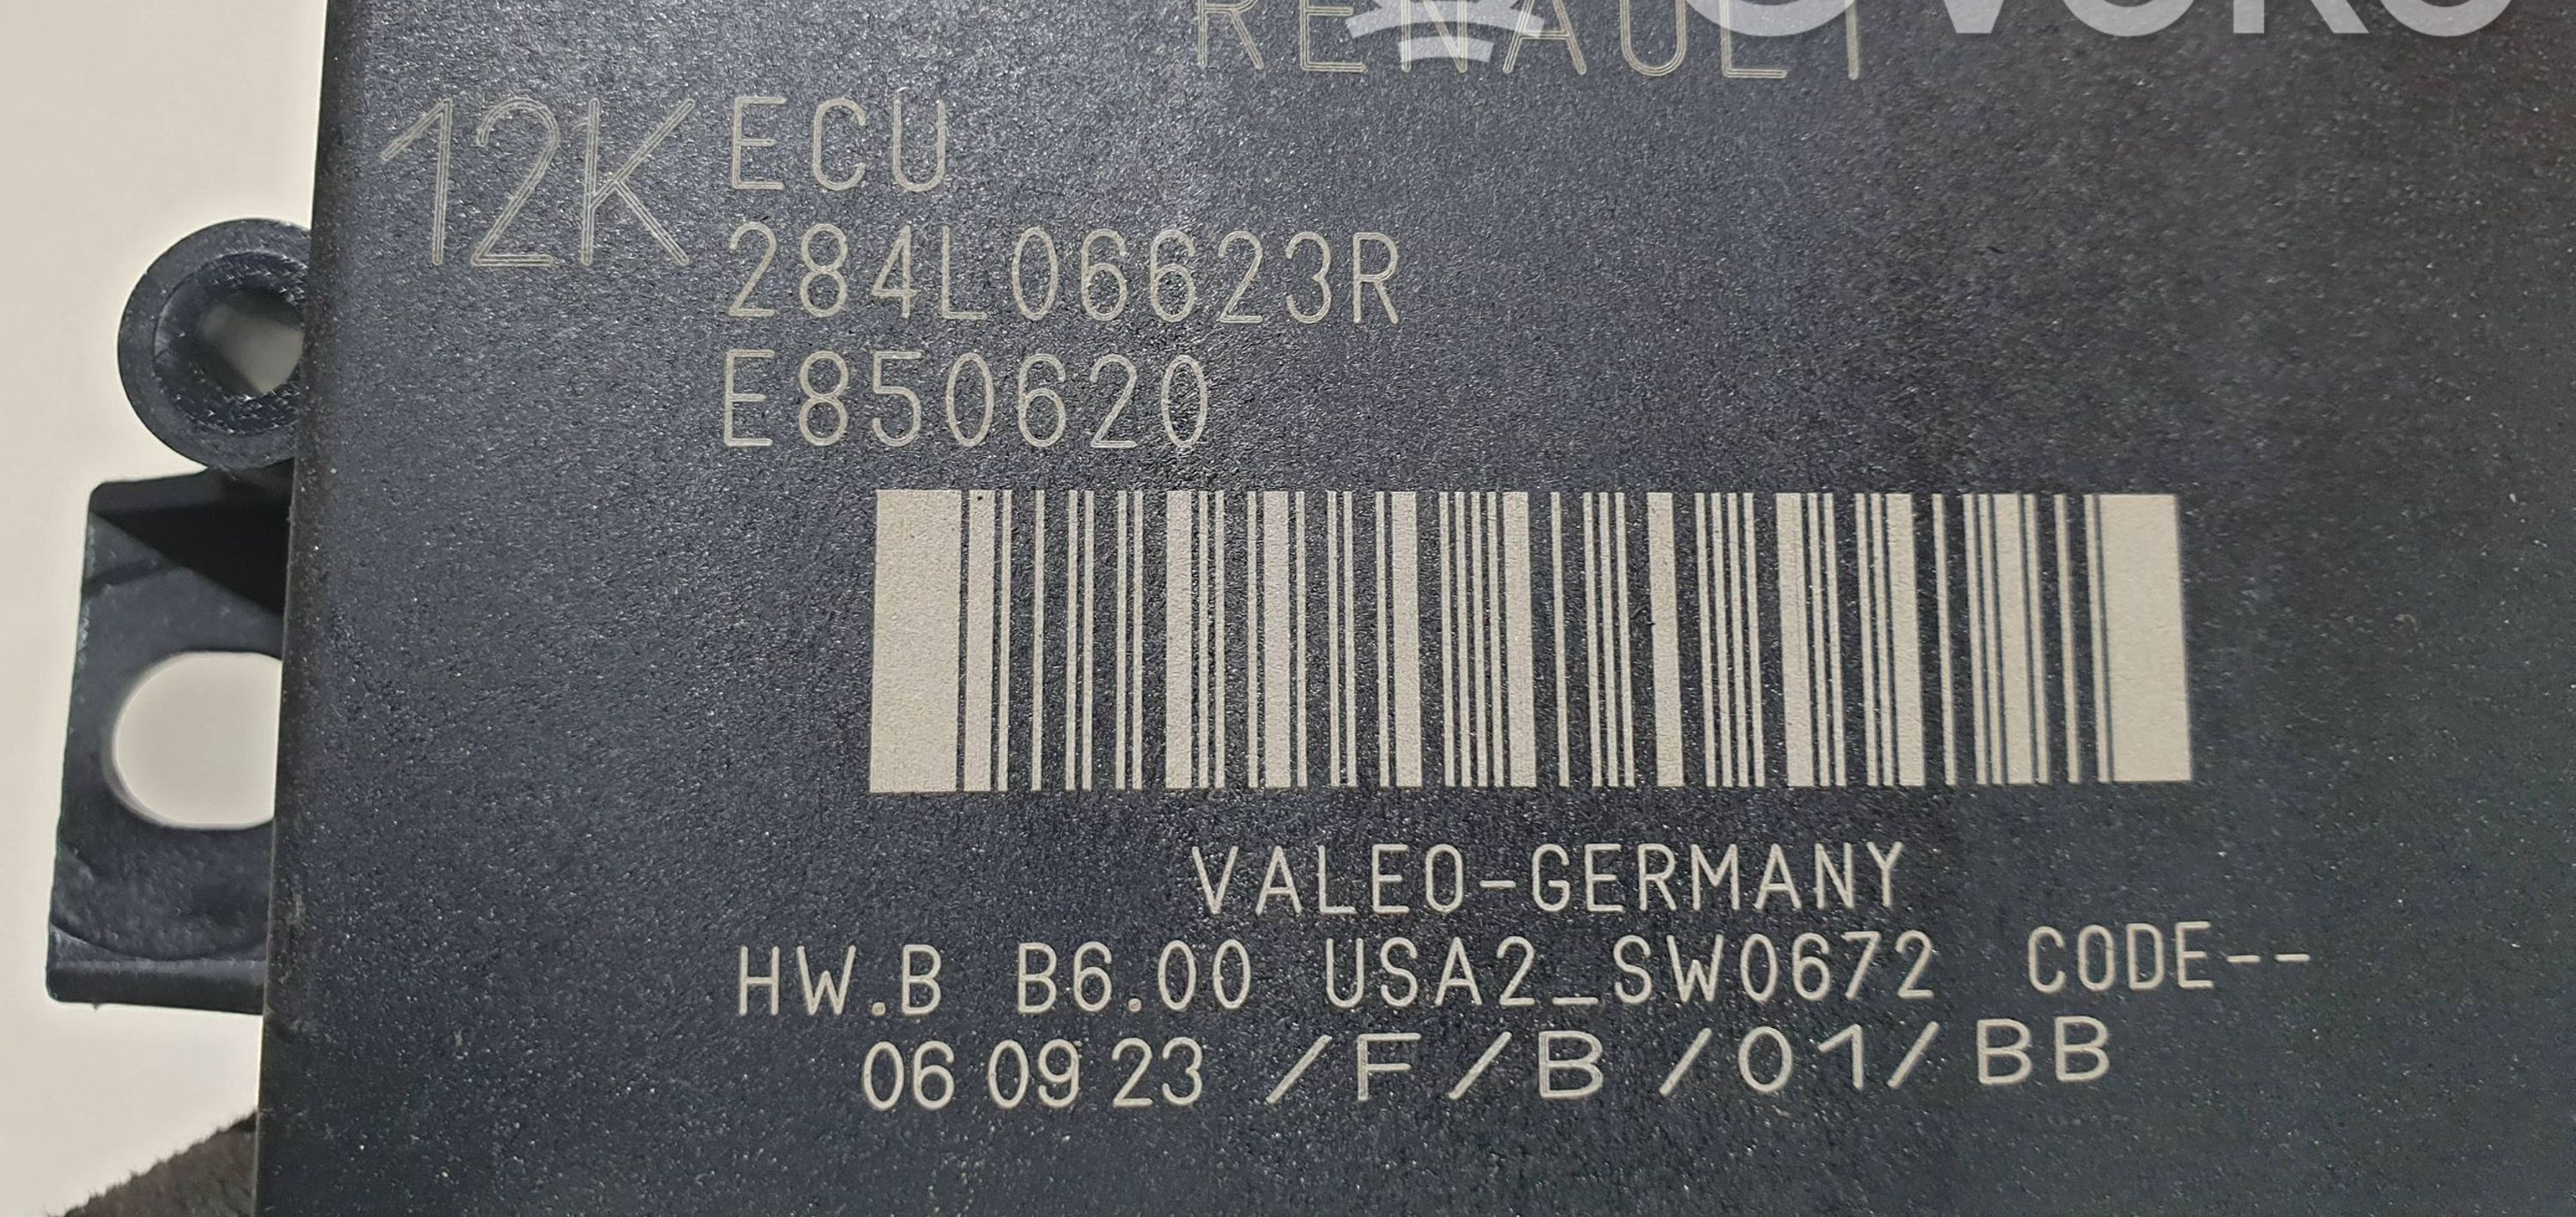 RENAULT
12K ECU
284L06623R
E850620
VALEO-GERMANY
HW.B B6.00 USA2_SW0672 CODE--
06 09 23 /F/B/01/BB